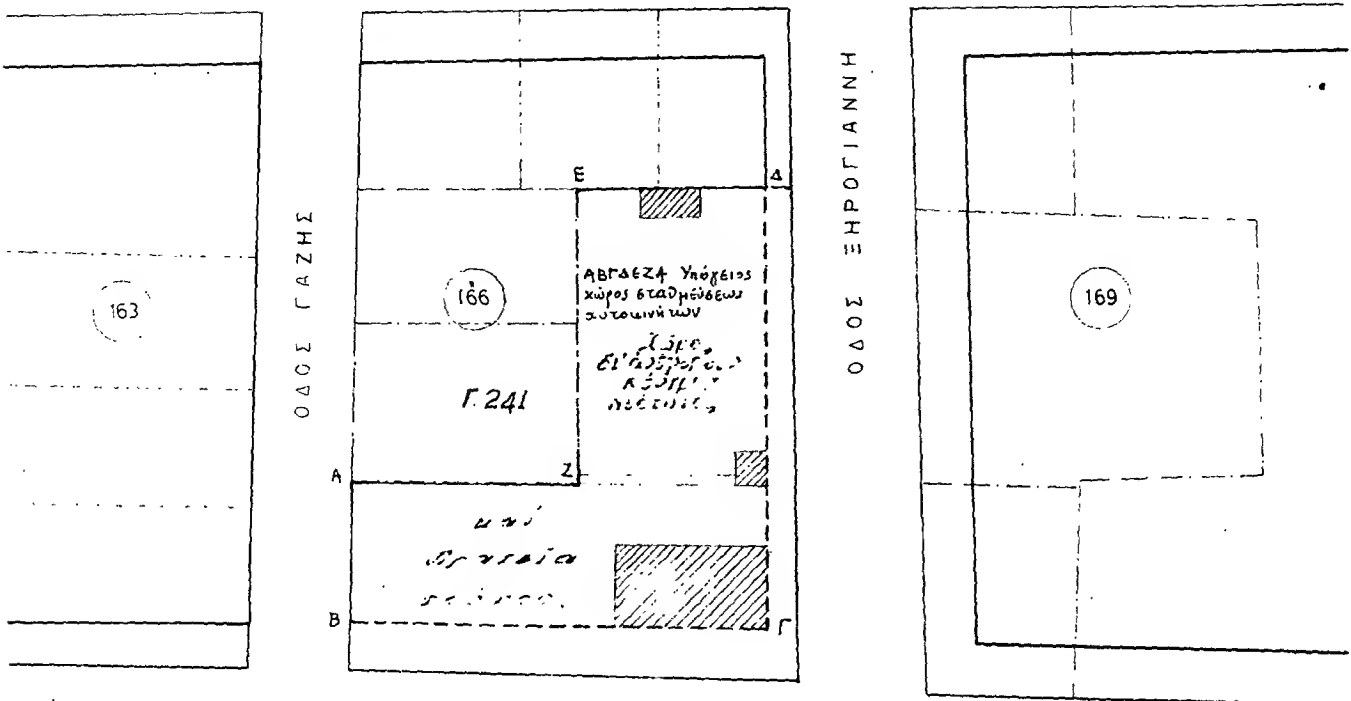 163
ΟΔΟΣ ΓΑΖΗΣ
166
Γ. 241
Α
Β
Γ
Δ
Ε
Ζ
ΑΒΓΔΕΖΑ Υπόγειος
χώρος σταθμεύσεως
αυτοκινήτων
ΟΔΟΣ ΞΗΡΟΓΙΑΝΝΗ
169